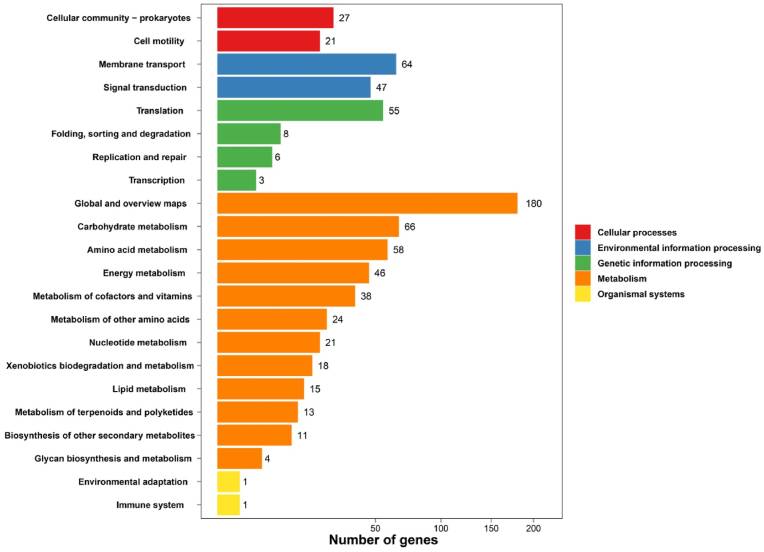 Cellular community − prokaryotes 27
Cell motility 21
Membrane transport 64
Signal transduction 47
Translation 55
Folding, sorting and degradation 8
Replication and repair 6
Transcription 3
Global and overview maps 180
Carbohydrate metabolism 66
Amino acid metabolism 58
Energy metabolism 46
Metabolism of cofactors and vitamins 38
Metabolism of other amino acids 24
Nucleotide metabolism 21
Xenobiotics biodegradation and metabolism 18
Lipid metabolism 15
Metabolism of terpenoids and polyketides 13
Biosynthesis of other secondary metabolites 11
Glycan biosynthesis and metabolism 4
Environmental adaptation 1
Immune system 1
50 100 150 200
Number of genes
Cellular processes
Environmental information processing
Genetic information processing
Metabolism
Organismal systems